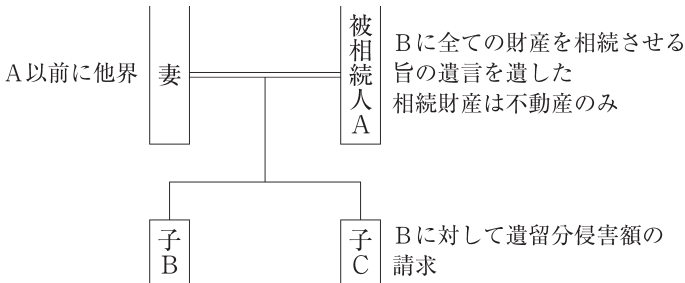 A以前に他界
妻
被相続人A
Bに全ての財産を相続させる
旨の遺言を遺した
相続財産は不動産のみ
子B
子C
Bに対して遺留分侵害額の
請求